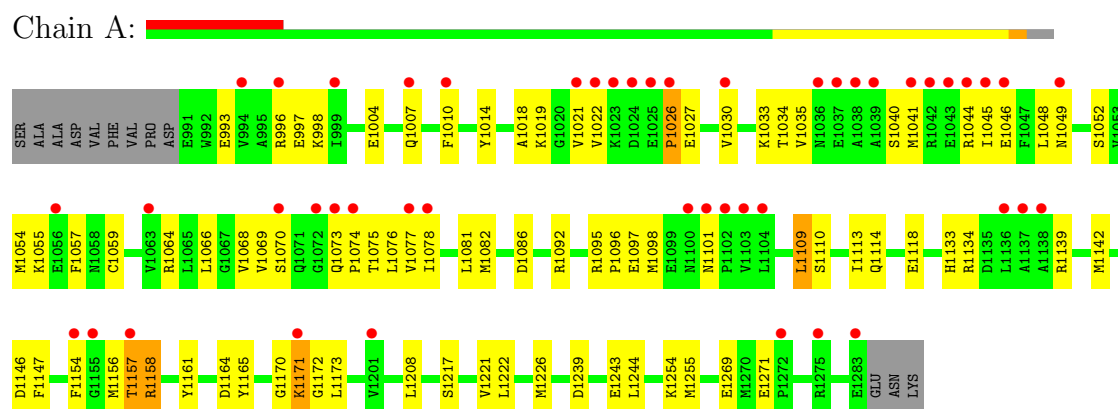 Chain A:
SER ALA ALA ASP VAL PHE VAL PRO ASP E991 W992 E993 V994 A995 R996 E997 K998 I999 E1004 Q1007 F1010 Y1014 A1018 K1019 G1020 V1021 V1022 K1023 D1024 E1025 P1026 E1027 V1030 K1033 T1034 V1035 N1036 E1037 A1038 A1039 S1040 M1041 R1042 E1043 R1044 I1045 E1046 F1047 L1048 N1049 S1052 V1053
M1054 K1055 E1056 F1057 N1058 C1059 V1063 R1064 L1065 L1066 G1067 V1068 V1069 S1070 Q1071 G1072 Q1073 P1074 T1075 L1076 V1077 I1078 L1081 M1082 D1086 R1092 R1095 P1096 E1097 M1098 E1099 N1100 N1101 P1102 V1103 L1104 L1109 S1110 I1113 Q1114 E1118 H1133 R1134 D1135 L1136 A1137 A1138 R1139 M1142
D1146 F1147 F1154 G1155 M1156 T1157 R1158 Y1161 D1164 Y1165 G1170 K1171 G1172 L1173 V1201 L1208 S1217 V1221 L1222 M1226 D1239 E1243 L1244 K1254 M1255 E1269 M1270 E1271 P1272 R1275 E1283 GLU ASN LYS